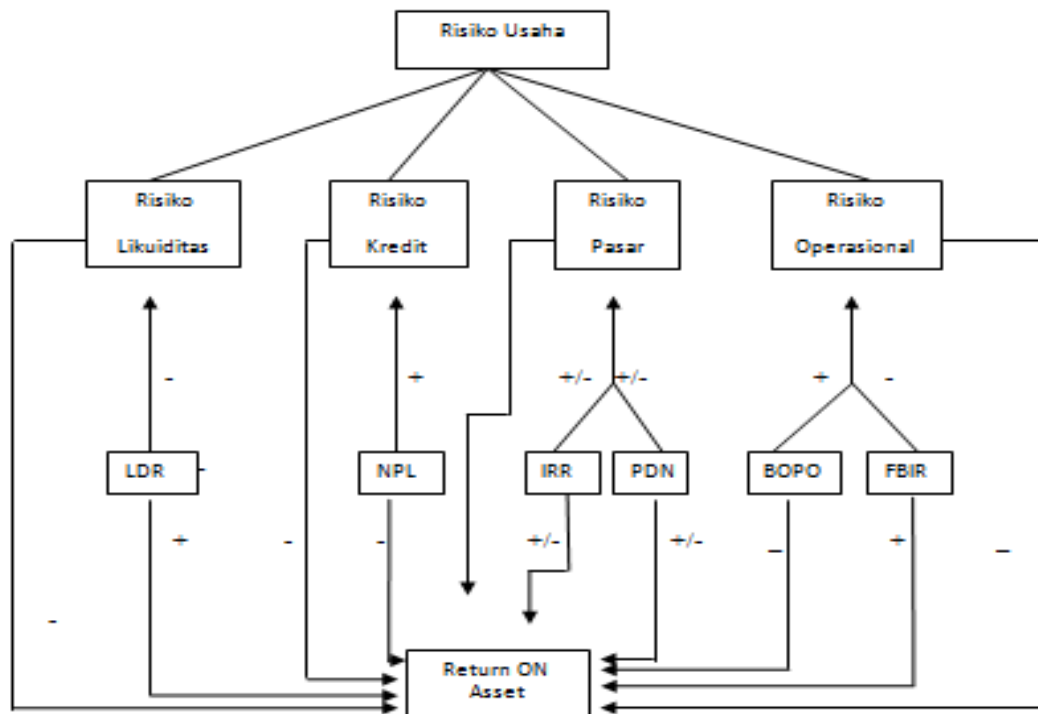 Risiko Usaha
Risiko Risiko Risiko Risiko
Likuiditas Kredit Pasar Operasional
- + +/- +/- + -
LDR - NPL IRR PDN BOPO FBIR
+ - - +/- +/- - + -
-
Return ON
Asset